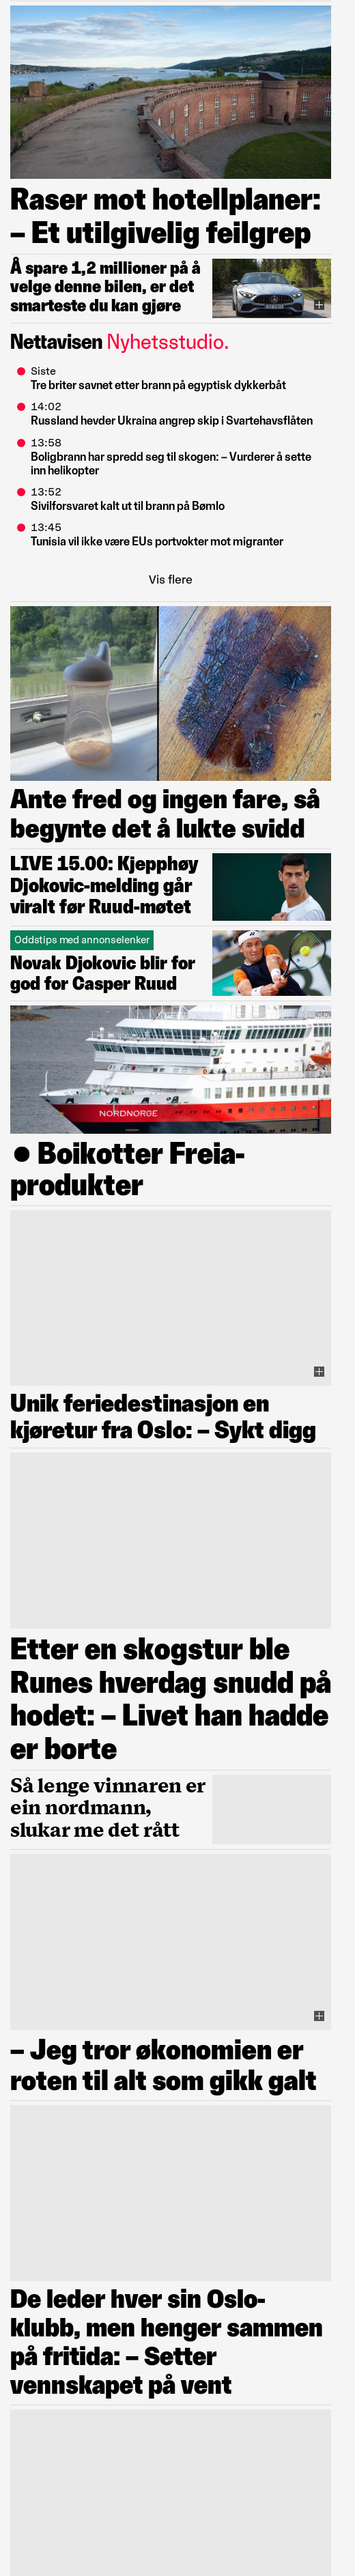 Raser mot hotellplaner:
– Et utilgivelig feilgrep
Å spare 1,2 millioner på å
velge denne bilen, er det
smarteste du kan gjøre
Nettavisen Nyhetsstudio.
Siste
Tre briter savnet etter brann på egyptisk dykkerbåt
14:02
Russland hevder Ukraina angrep skip i Svartehavsflåten
13:58
Boligbrann har spredd seg til skogen: – Vurderer å sette
inn helikopter
13:52
Sivilforsvaret kalt ut til brann på Bømlo
13:45
Tunisia vil ikke være EUs portvokter mot migranter
Vis flere
Ante fred og ingen fare, så
begynte det å lukte svidd
LIVE 15.00: Kjepphøy
Djokovic-melding går
viralt før Ruud-møtet
Oddstips med annonselenker
Novak Djokovic blir for
god for Casper Ruud
NORDNORGE
● Boikotter Freia-
produkter
Unik feriedestinasjon en
kjøretur fra Oslo: – Sykt digg
Etter en skogstur ble
Runes hverdag snudd på
hodet: – Livet han hadde
er borte
Så lenge vinnaren er
ein nordmann,
slukar me det rått
– Jeg tror økonomien er
roten til alt som gikk galt
De leder hver sin Oslo-
klubb, men henger sammen
på fritida: – Setter
vennskapet på vent